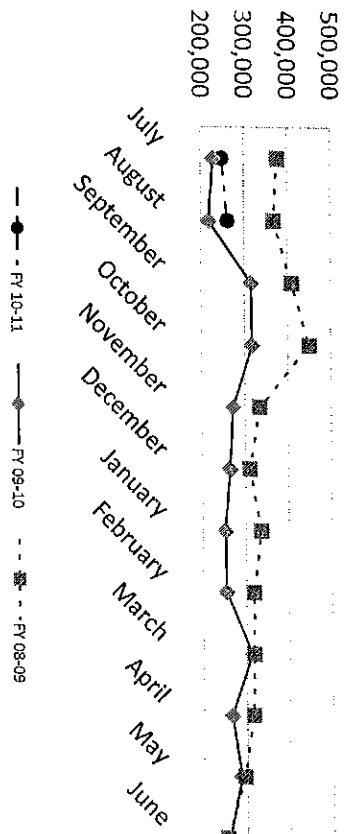 500,000
400,000
300,000
200,000
July
August
September
October
November
December
January
February
March
April
May
June
FY 10-11
FY 09-10
FY 08-09